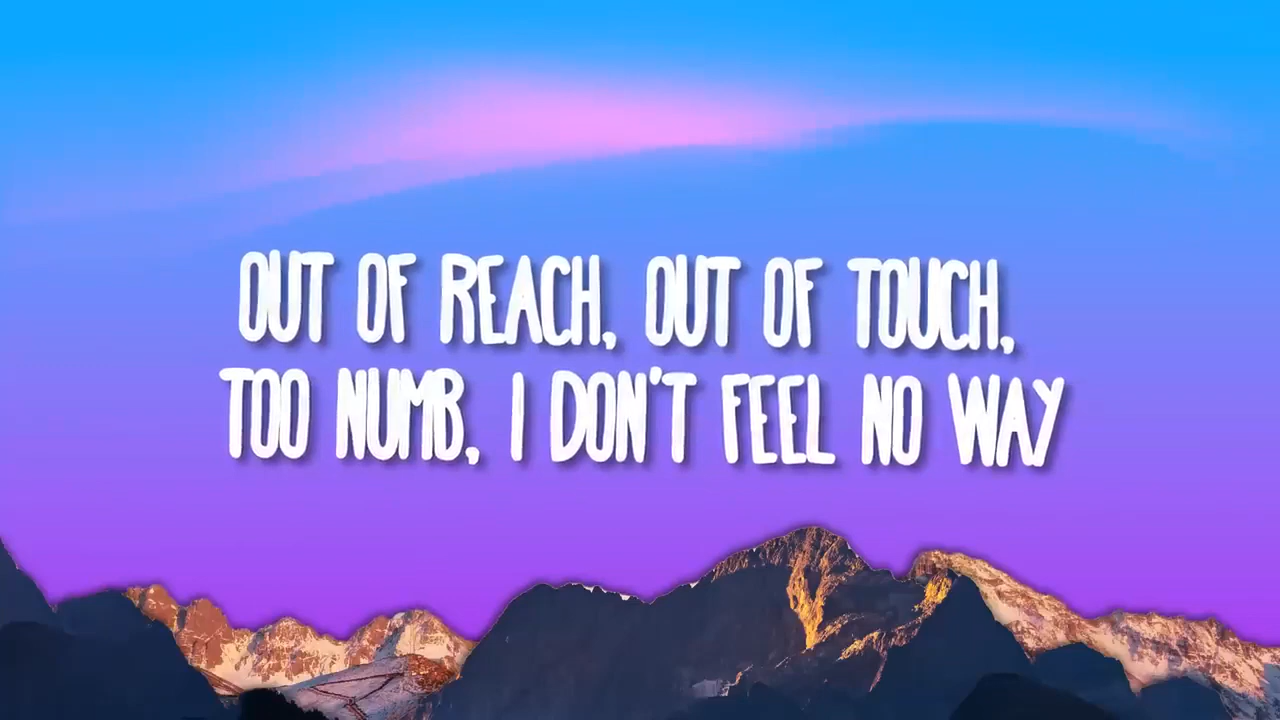 OUT OF REACH, OUT OF TOUCH,
TOO NUMB, I DON'T FEEL NO WAY